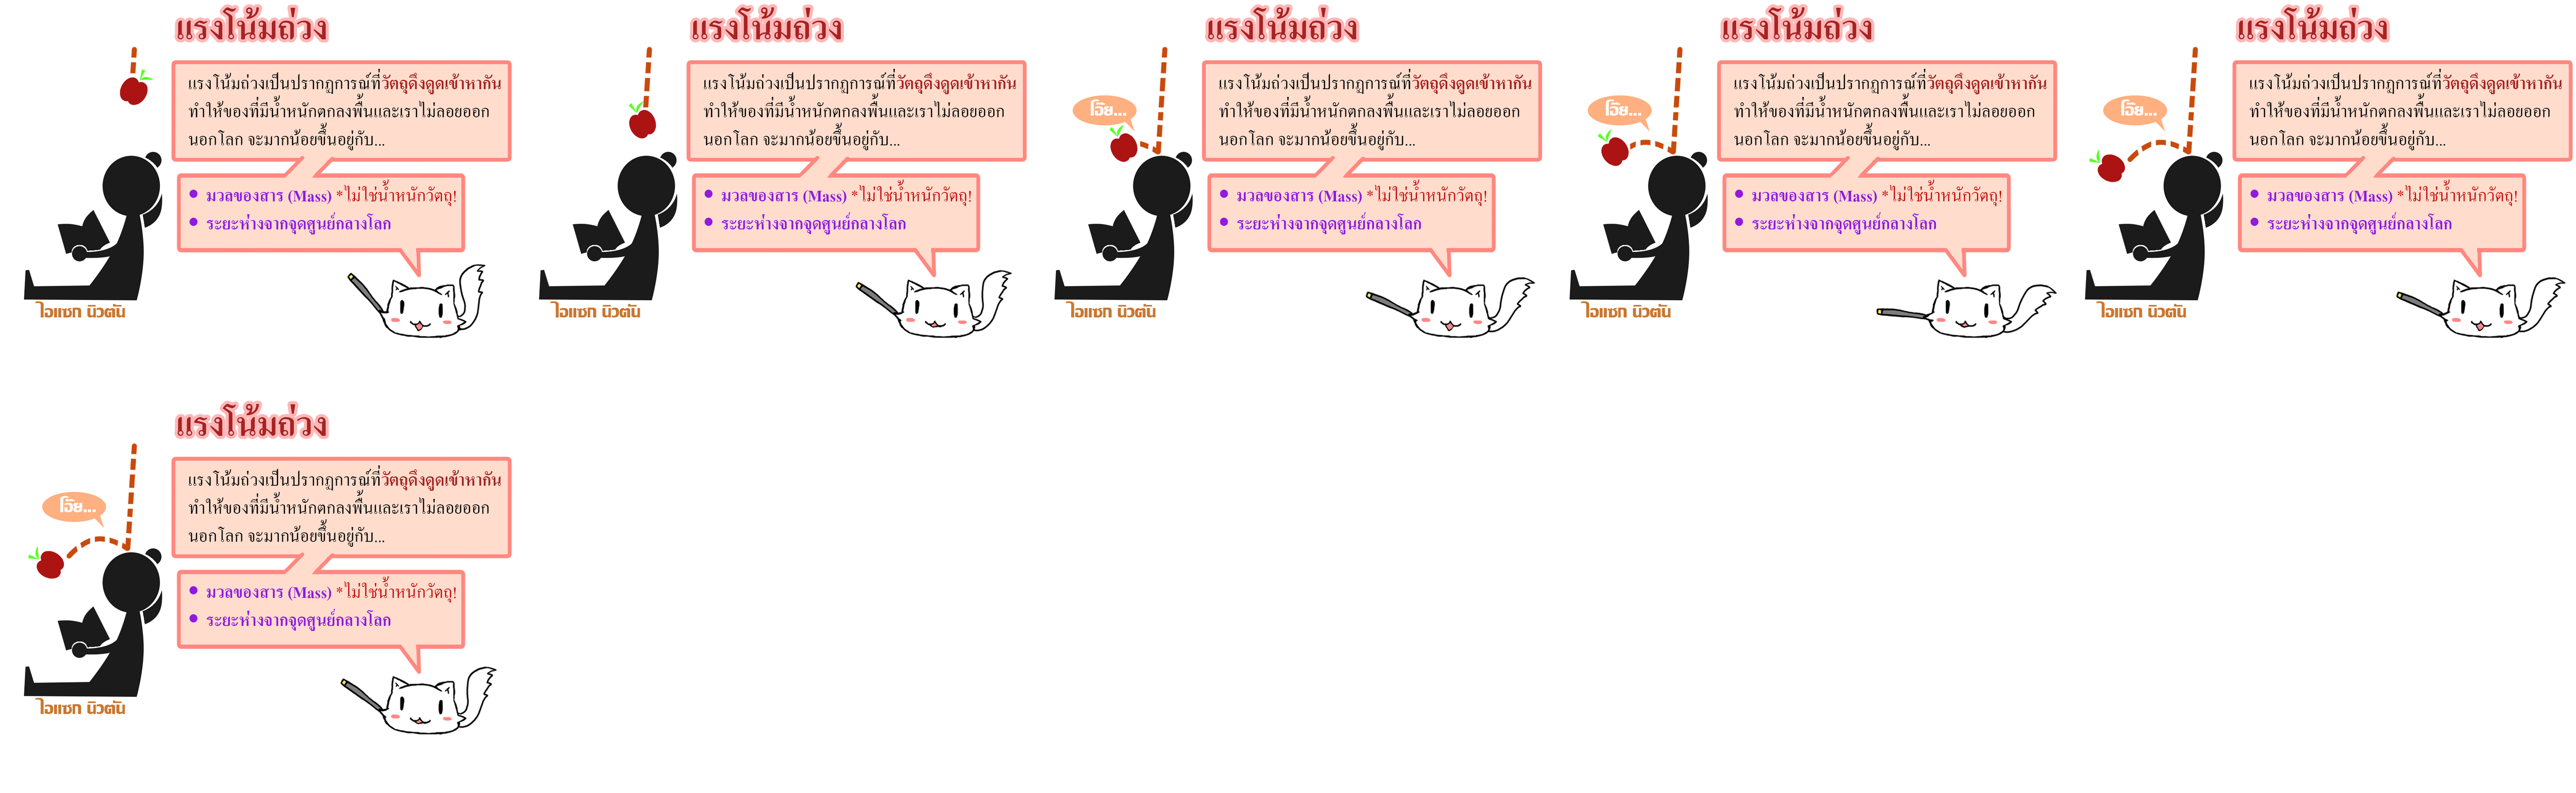 แรงโน้มถ่วง
แรงโน้มถ่วงเป็นปรากฏการณ์ที่วัตถุดึงดูดเข้าหากัน
ทำให้ของที่มีน้ำหนักตกลงพื้นและเราไม่ลอยออก
นอกโลก จะมากน้อยขึ้นอยู่กับ...
• มวลของสาร (Mass) *ไม่ใช่น้ำหนักวัตถุ!
• ระยะห่างจากจุดศูนย์กลางโลก
ไอแซก นิวตัน
แรงโน้มถ่วง
แรงโน้มถ่วงเป็นปรากฏการณ์ที่วัตถุดึงดูดเข้าหากัน
ทำให้ของที่มีน้ำหนักตกลงพื้นและเราไม่ลอยออก
นอกโลก จะมากน้อยขึ้นอยู่กับ...
• มวลของสาร (Mass) *ไม่ใช่น้ำหนักวัตถุ!
• ระยะห่างจากจุดศูนย์กลางโลก
ไอแซก นิวตัน
แรงโน้มถ่วง
แรงโน้มถ่วงเป็นปรากฏการณ์ที่วัตถุดึงดูดเข้าหากัน
ทำให้ของที่มีน้ำหนักตกลงพื้นและเราไม่ลอยออก
นอกโลก จะมากน้อยขึ้นอยู่กับ...
โอ๊ย...
• มวลของสาร (Mass) *ไม่ใช่น้ำหนักวัตถุ!
• ระยะห่างจากจุดศูนย์กลางโลก
ไอแซก นิวตัน
แรงโน้มถ่วง
แรงโน้มถ่วงเป็นปรากฏการณ์ที่วัตถุดึงดูดเข้าหากัน
ทำให้ของที่มีน้ำหนักตกลงพื้นและเราไม่ลอยออก
นอกโลก จะมากน้อยขึ้นอยู่กับ...
โอ๊ย...
• มวลของสาร (Mass) *ไม่ใช่น้ำหนักวัตถุ!
• ระยะห่างจากจุดศูนย์กลางโลก
ไอแซก นิวตัน
แรงโน้มถ่วง
แรงโน้มถ่วงเป็นปรากฏการณ์ที่วัตถุดึงดูดเข้าหากัน
ทำให้ของที่มีน้ำหนักตกลงพื้นและเราไม่ลอยออก
นอกโลก จะมากน้อยขึ้นอยู่กับ...
โอ๊ย...
• มวลของสาร (Mass) *ไม่ใช่น้ำหนักวัตถุ!
• ระยะห่างจากจุดศูนย์กลางโลก
ไอแซก นิวตัน
แรงโน้มถ่วง
แรงโน้มถ่วงเป็นปรากฏการณ์ที่วัตถุดึงดูดเข้าหากัน
ทำให้ของที่มีน้ำหนักตกลงพื้นและเราไม่ลอยออก
นอกโลก จะมากน้อยขึ้นอยู่กับ...
โอ๊ย...
• มวลของสาร (Mass) *ไม่ใช่น้ำหนักวัตถุ!
• ระยะห่างจากจุดศูนย์กลางโลก
ไอแซก นิวตัน